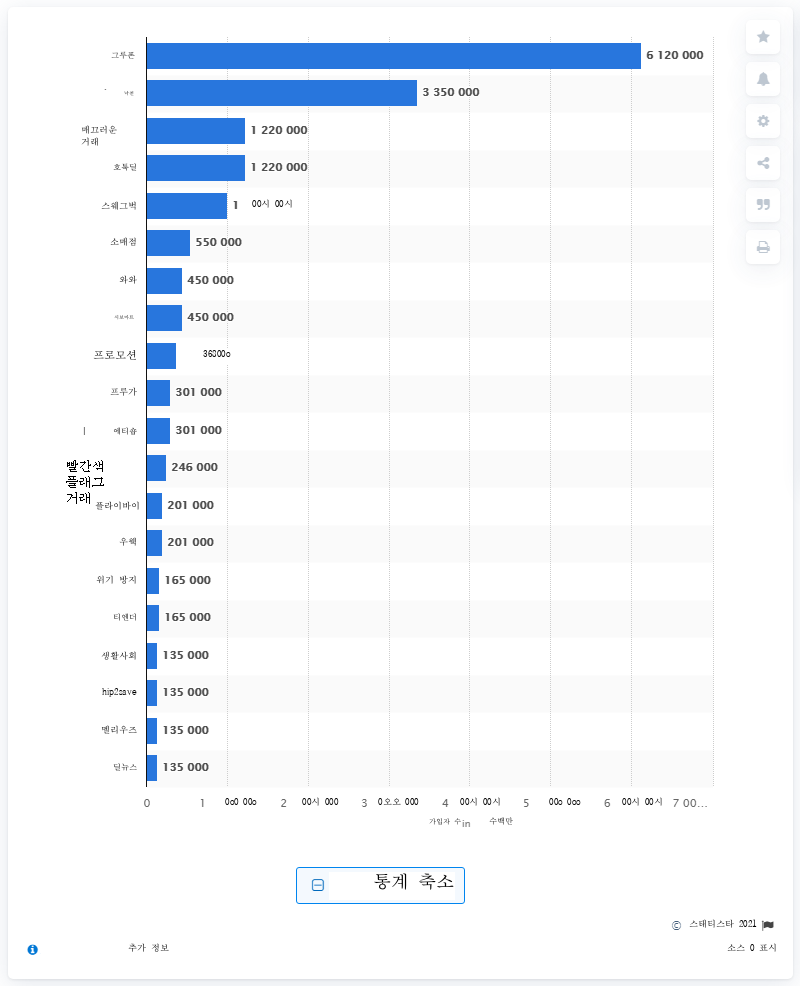 그루폰 6 120 000
3 350 000
매끄러운
거래
1 220 000
호톡딜 1 220 000
스웨그벅 1 00시 00시
소매점 550 000
와와 450 000
450 000
프로모션 36800o
프루가 301 000
에티숍 301 000
빨간색
플래그
거래
246 000
플라이바이 201 000
우웩 201 000
위기 방지 165 000
티앤더 165 000
생활사회 135 000
hip2save 135 000
멜리우즈 135 000
딜뉴스 135 000
0 1 0o0 00o 2 00시 000 3 0오오 000 4 00시 00시 5 00o 0oo 6 00시 00시 7 00...
가입자 수in 수백만
통계 축소
© 스태티스타 2021
추가 정보 소스 0 표시